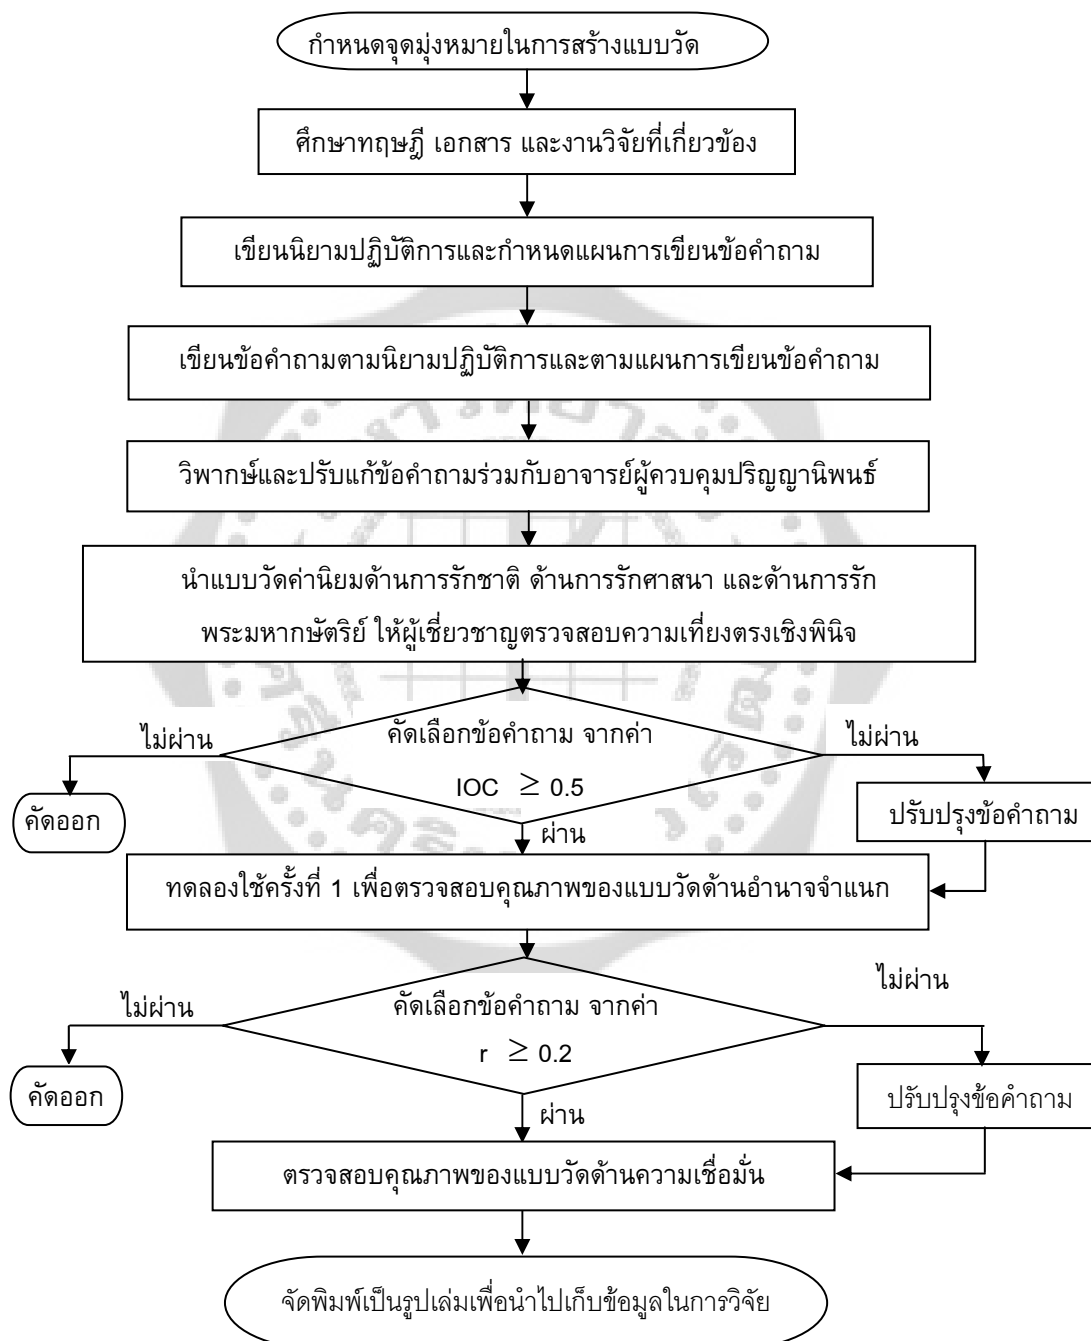 กำหนดจุดมุ่งหมายในการสร้างแบบวัด
ศึกษาทฤษฎี เอกสาร และงานวิจัยที่เกี่ยวข้อง
เขียนนิยามปฏิบัติการและกำหนดแผนการเขียนข้อคำถาม
เขียนข้อคำถามตามนิยามปฏิบัติการและตามแผนการเขียนข้อคำถาม
วิพากษ์และปรับแก้ข้อคำถามร่วมกับอาจารย์ผู้ควบคุมปริญญานิพนธ์
นำแบบวัดค่านิยมด้านการรักชาติ ด้านการรักศาสนา และด้านการรัก
พระมหากษัตริย์ ให้ผู้เชี่ยวชาญตรวจสอบความเที่ยงตรงเชิงพินิจ
ไม่ผ่าน
คัดเลือกข้อคำถาม จากค่า
ไม่ผ่าน
IOC ≥ 0.5
คัดออก
ปรับปรุงข้อคำถาม
ผ่าน
ทดลองใช้ครั้งที่ 1 เพื่อตรวจสอบคุณภาพของแบบวัดด้านอำนาจจำแนก
ไม่ผ่าน
คัดเลือกข้อคำถาม จากค่า
ไม่ผ่าน
r ≥ 0.2
คัดออก
ปรับปรุงข้อคำถาม
ผ่าน
ตรวจสอบคุณภาพของแบบวัดด้านความเชื่อมั่น
จัดพิมพ์เป็นรูปเล่มเพื่อนำไปเก็บข้อมูลในการวิจัย